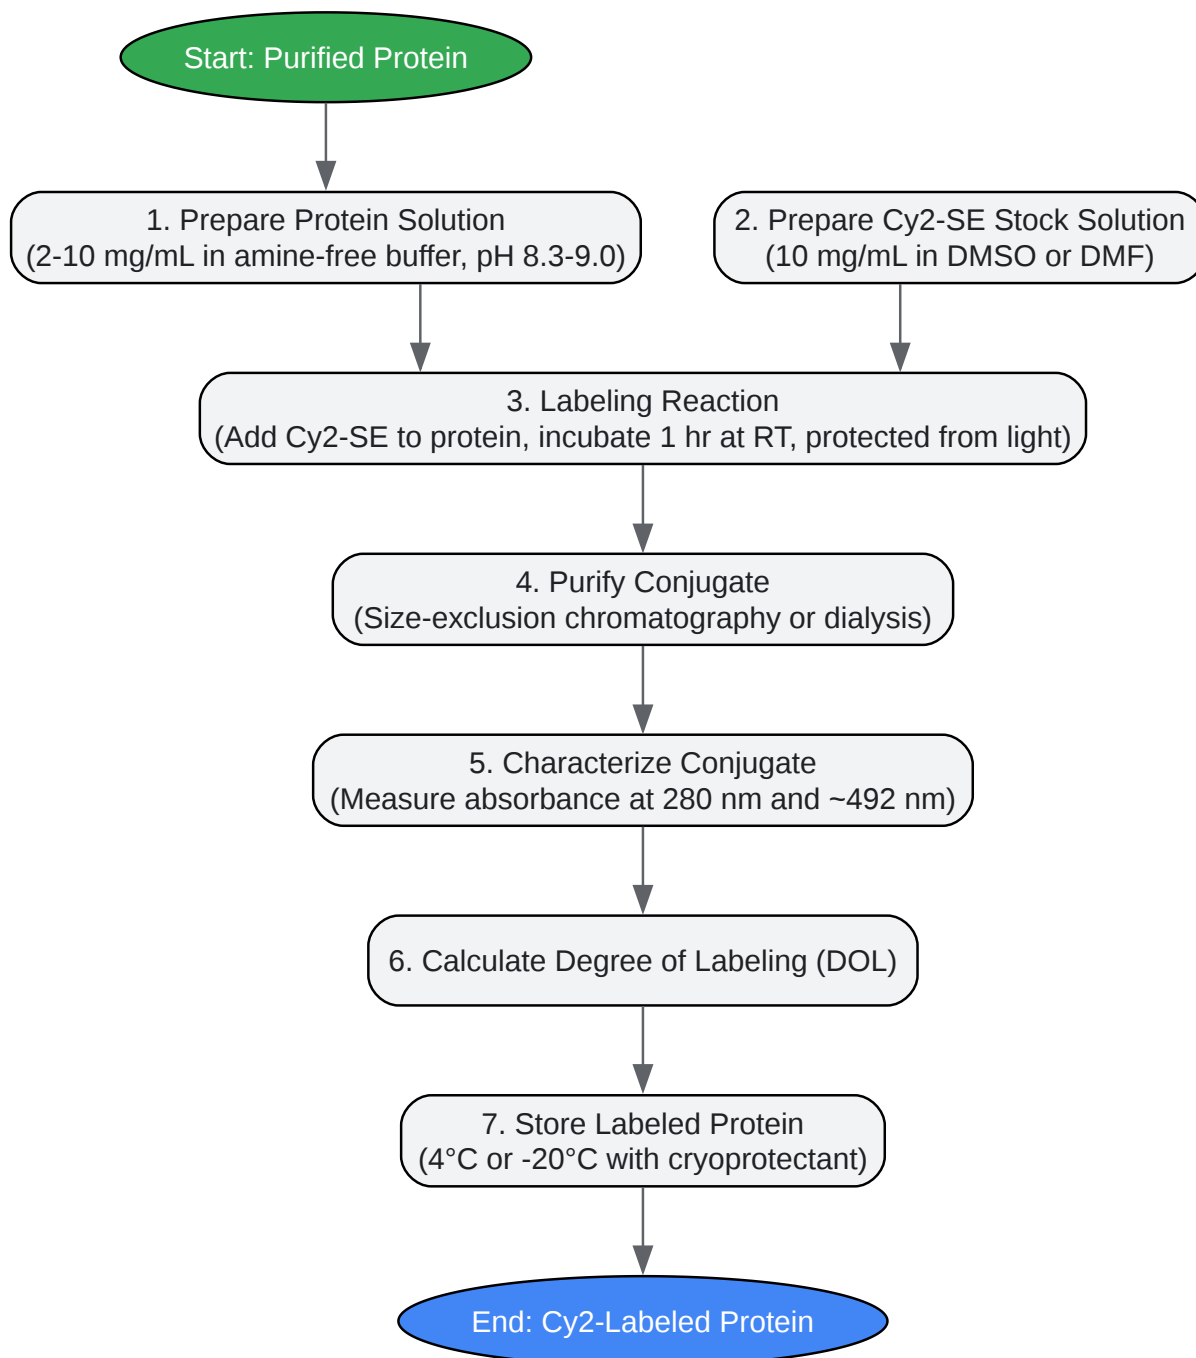 Start: Purified Protein
1. Prepare Protein Solution
(2-10 mg/mL in amine-free buffer, pH 8.3-9.0)
2. Prepare Cy2-SE Stock Solution
(10 mg/mL in DMSO or DMF)
3. Labeling Reaction
(Add Cy2-SE to protein, incubate 1 hr at RT, protected from light)
4. Purify Conjugate
(Size-exclusion chromatography or dialysis)
5. Characterize Conjugate
(Measure absorbance at 280 nm and ~492 nm)
6. Calculate Degree of Labeling (DOL)
7. Store Labeled Protein
(4°C or -20°C with cryoprotectant)
End: Cy2-Labeled Protein